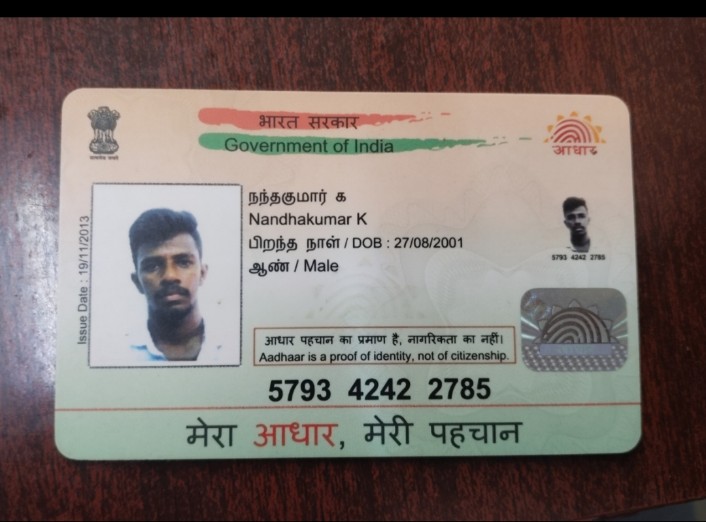 भारत सरकार
Government of India
आधार
நந்தகுமார் க
Nandhakumar K
பிறந்த நாள் / DOB : 27/08/2001
ஆண் / Male
Issue Date : 19/11/2013
5793 4242 2785
आधार पहचान का प्रमाण है, नागरिकता का नहीं।
Aadhaar is a proof of identity, not of citizenship.
5793 4242 2785
मेरा आधार, मेरी पहचान